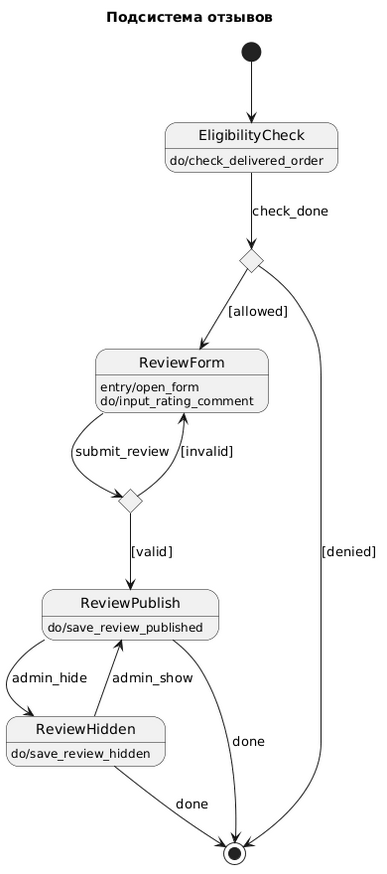 Подсистема отзывов
EligibilityCheck
do/check_delivered_order
check_done
[allowed]
ReviewForm
entry/open_form
do/input_rating_comment
submit_review
[invalid]
[valid]
[denied]
ReviewPublish
do/save_review_published
admin_hide
admin_show
ReviewHidden
do/save_review_hidden
done
done